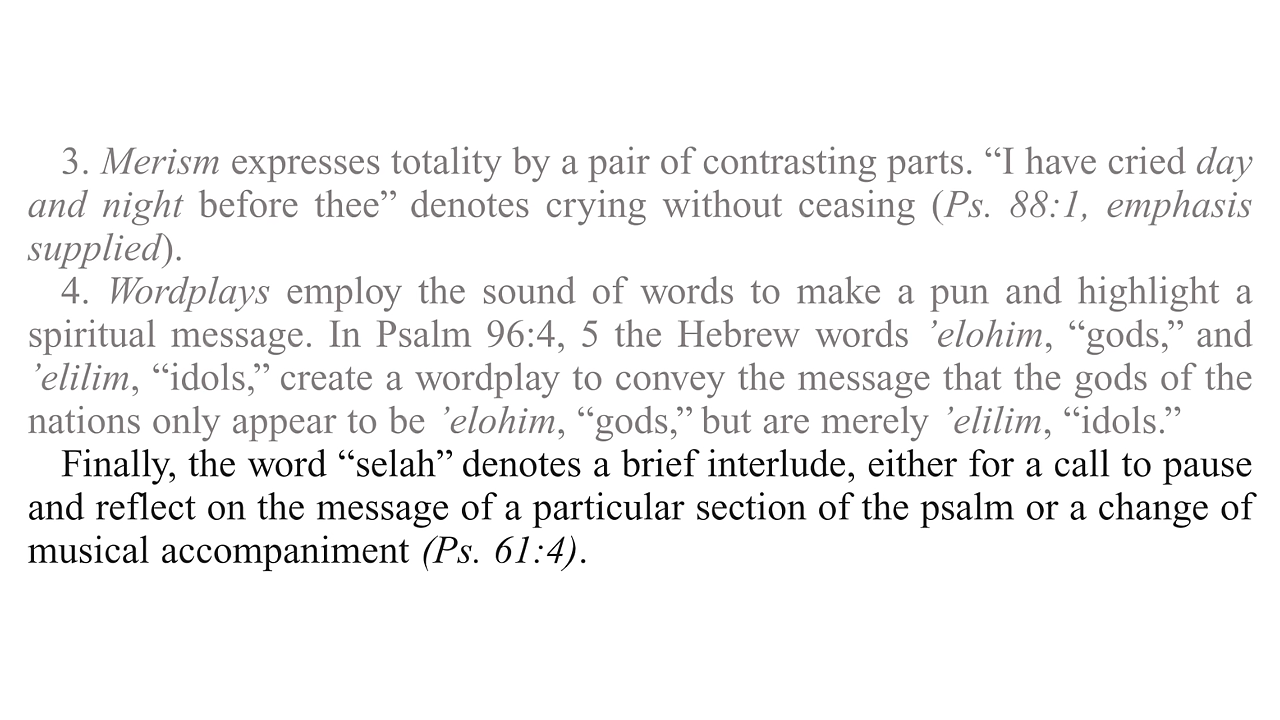 3. Merism expresses totality by a pair of contrasting parts. “I have cried day
and night before thee” denotes crying without ceasing (Ps. 88:1, emphasis
supplied).
4. Wordplays employ the sound of words to make a pun and highlight a
spiritual message. In Psalm 96:4, 5 the Hebrew words ’elohim, “gods,” and
’elilim, “idols,” create a wordplay to convey the message that the gods of the
nations only appear to be ’elohim, “gods,” but are merely ’elilim, “idols.”
Finally, the word “selah” denotes a brief interlude, either for a call to pause
and reflect on the message of a particular section of the psalm or a change of
musical accompaniment (Ps. 61:4).